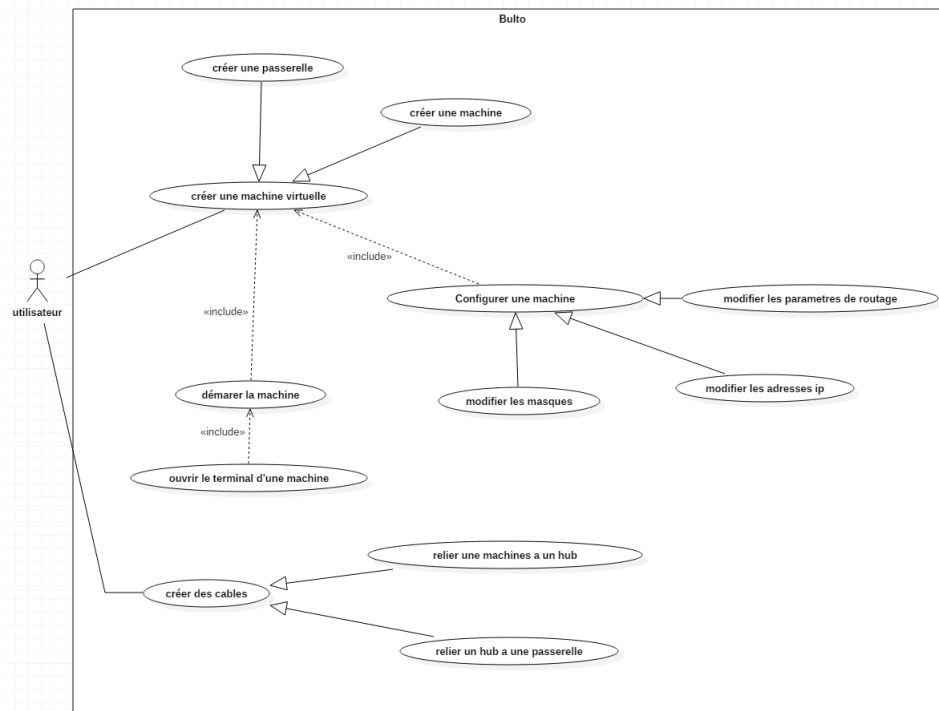 Bulto
créer une passerelle
créer une machine
créer une machine virtuelle
«include»
utilisateur
Configurer une machine
modifier les parametres de routage
«include»
démarer la machine
modifier les masques
modifier les adresses ip
«include»
ouvrir le terminal d'une machine
relier une machines a un hub
créer des cables
relier un hub a une passerelle